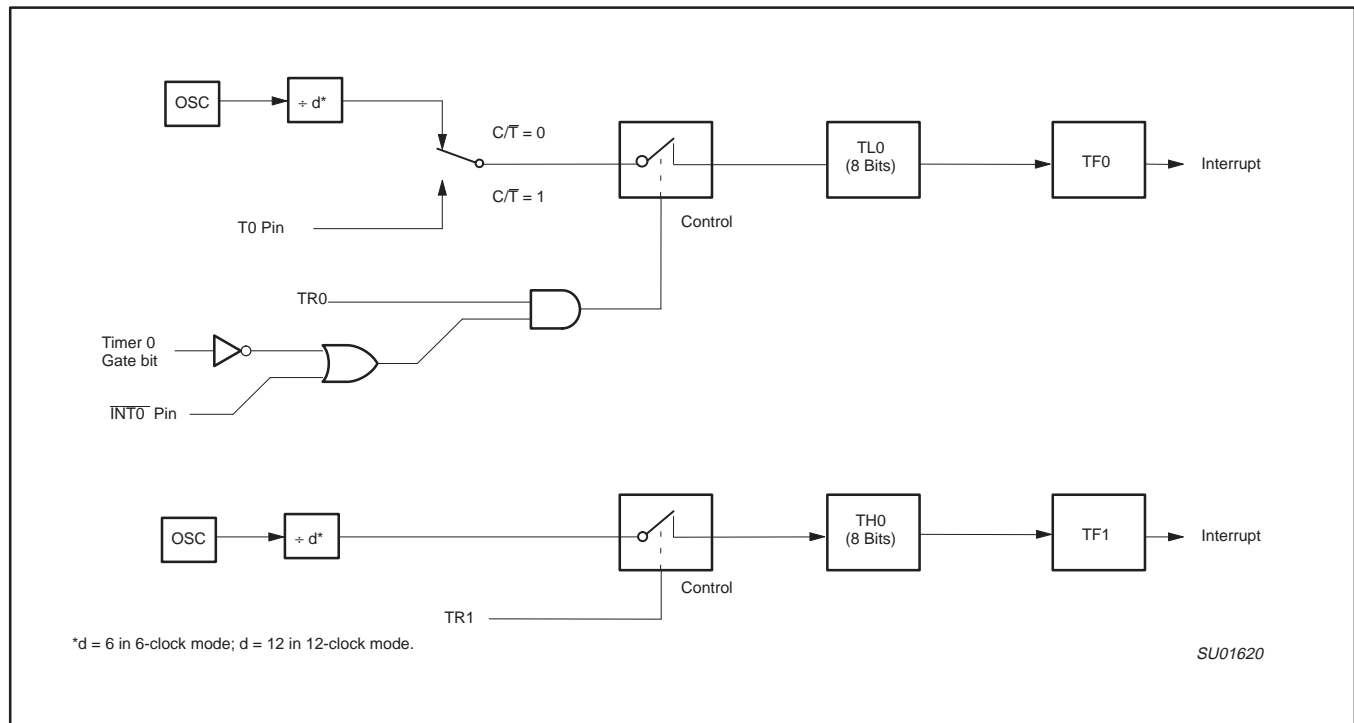 OSC
÷ d*
C/T̅ = 0
C/T̅ = 1
T0 Pin
Control
TL0
(8 Bits)
TF0
Interrupt
TR0
Timer 0
Gate bit
I̅N̅T̅0̅ Pin
OSC
÷ d*
Control
TH0
(8 Bits)
TF1
Interrupt
TR1
*d = 6 in 6-clock mode; d = 12 in 12-clock mode.
SU01620